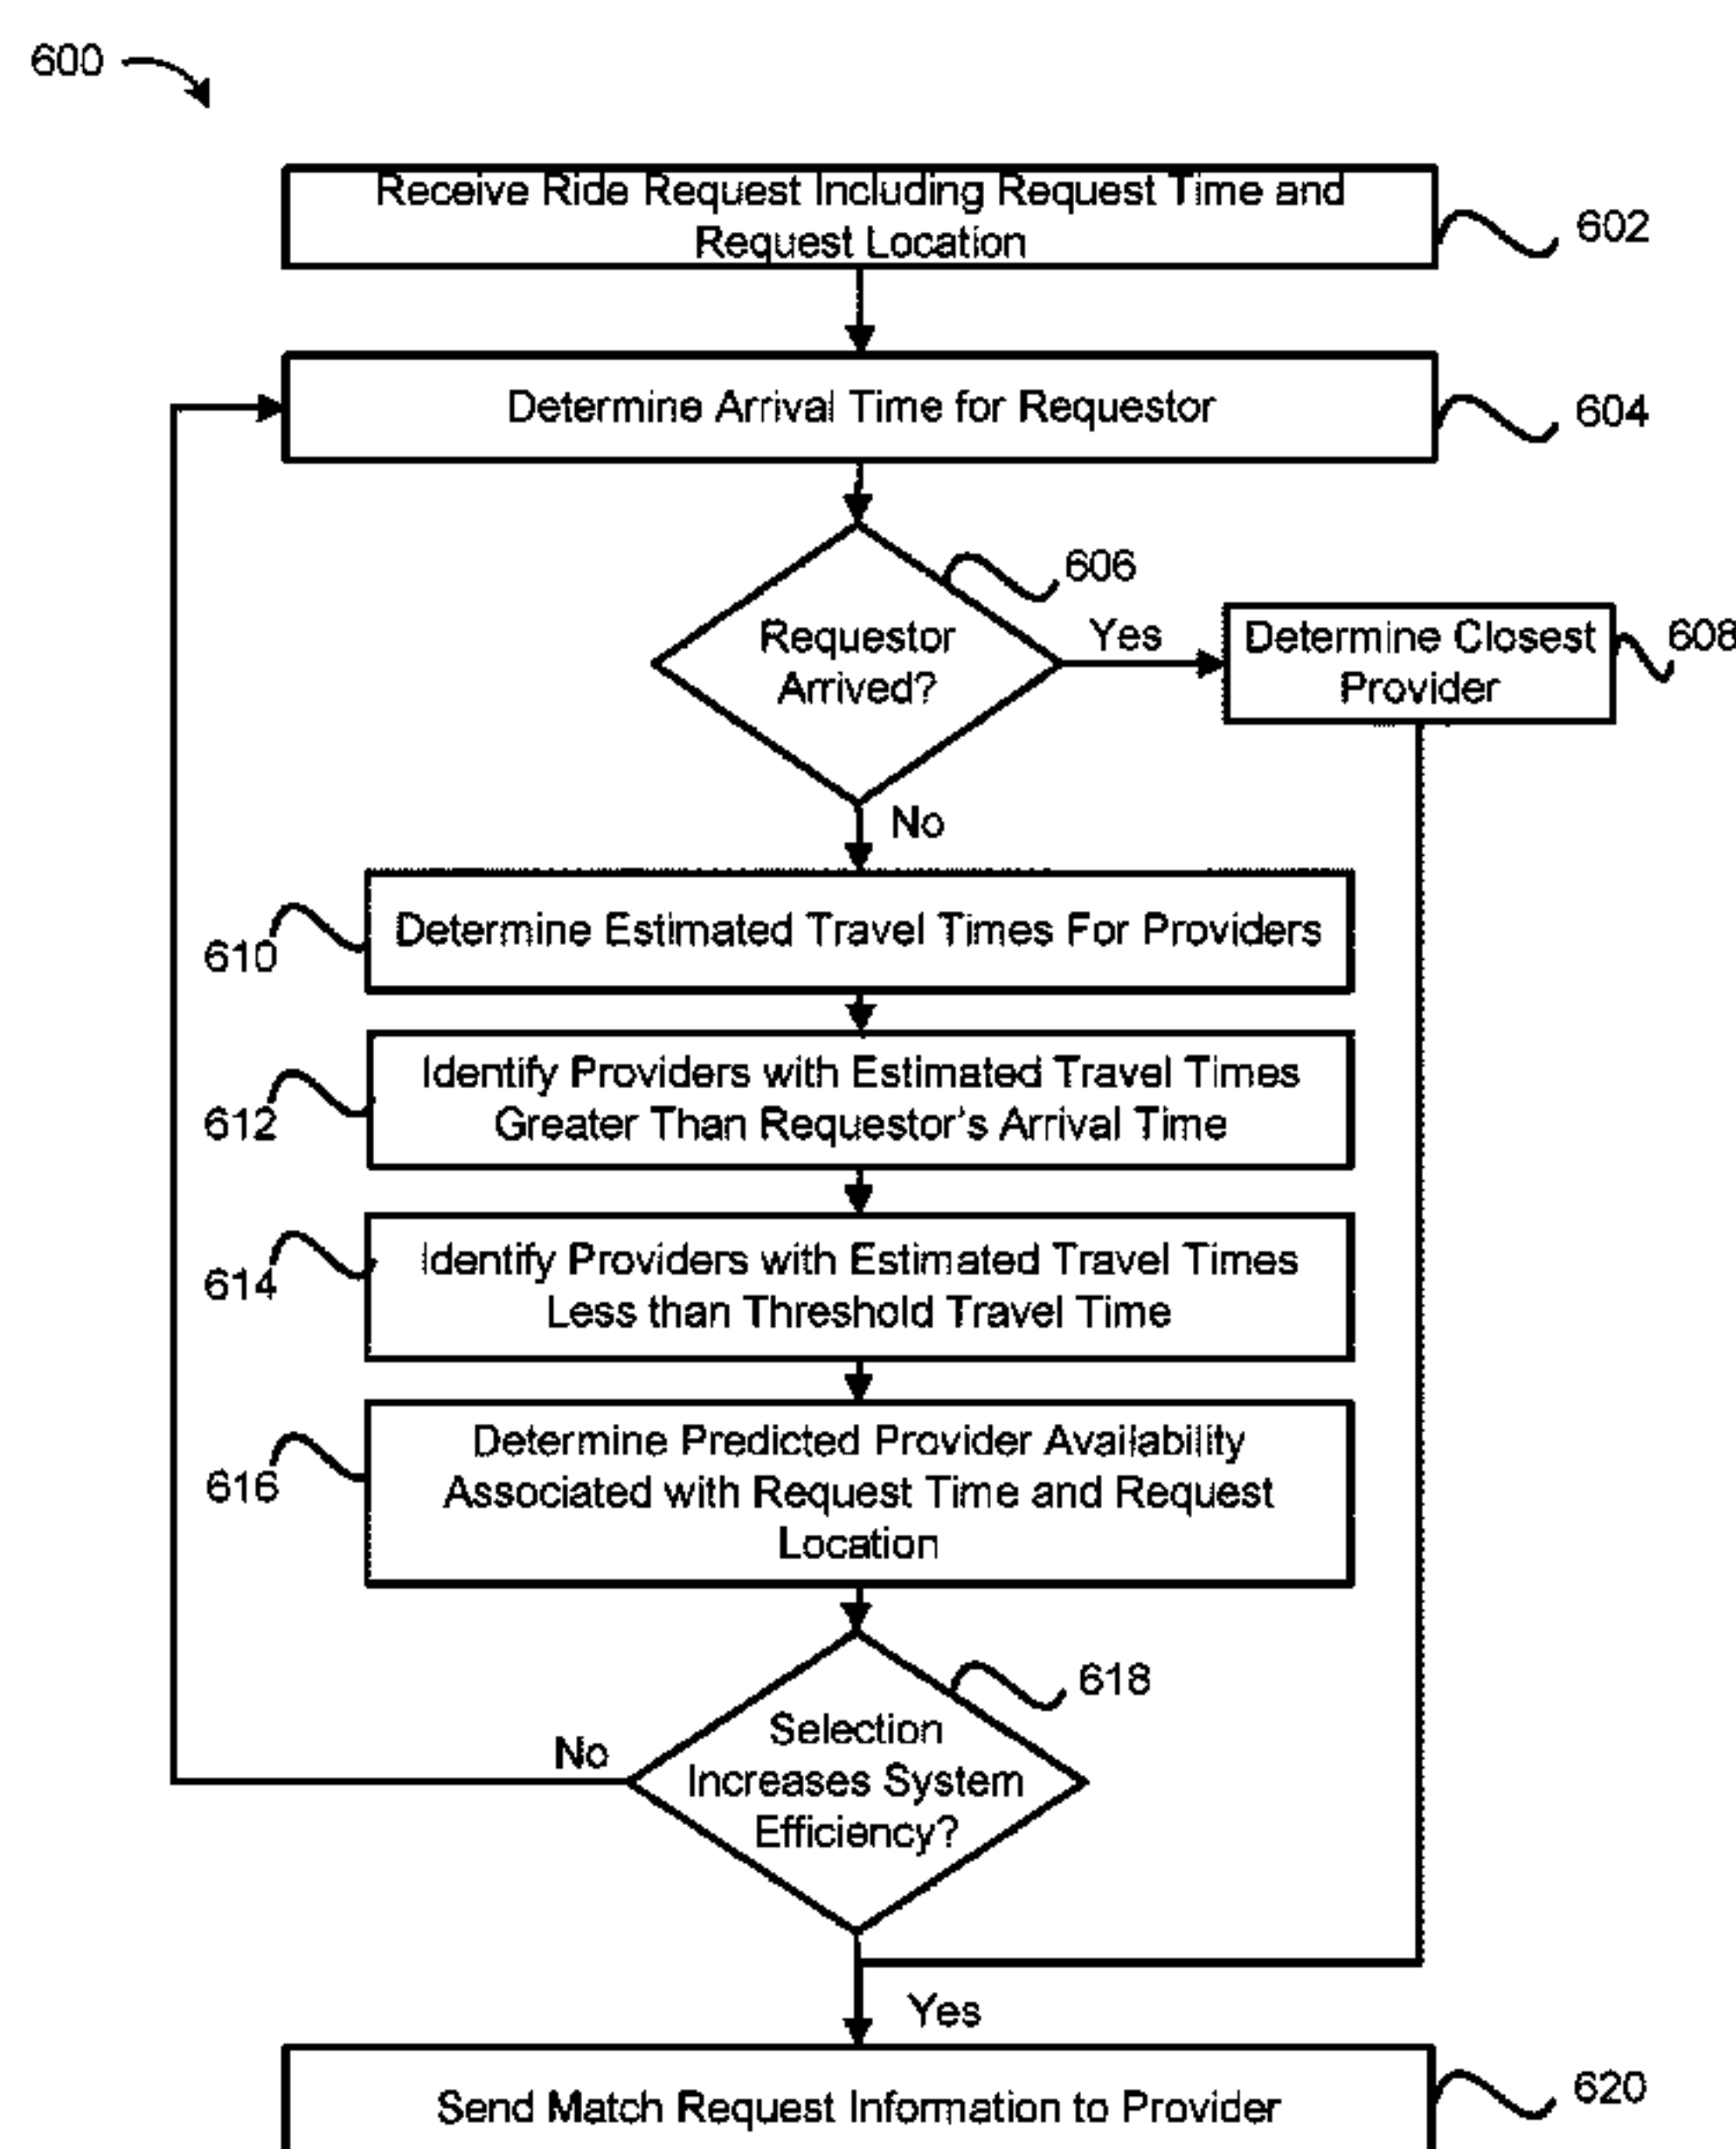 600
Receive Ride Request Including Request Time and
Request Location
602
Determine Arrival Time for Requestor
604
606
Requestor
Arrived?
Yes
Determine Closest
Provider
608
No
Determine Estimated Travel Times For Providers
610
Identify Providers with Estimated Travel Times
Greater Than Requestor's Arrival Time
612
Identify Providers with Estimated Travel Times
Less than Threshold Travel Time
614
Determine Predicted Provider Availability
Associated with Request Time and Request
Location
616
618
Selection
Increases System
Efficiency?
No
Yes
Send Match Request Information to Provider
620